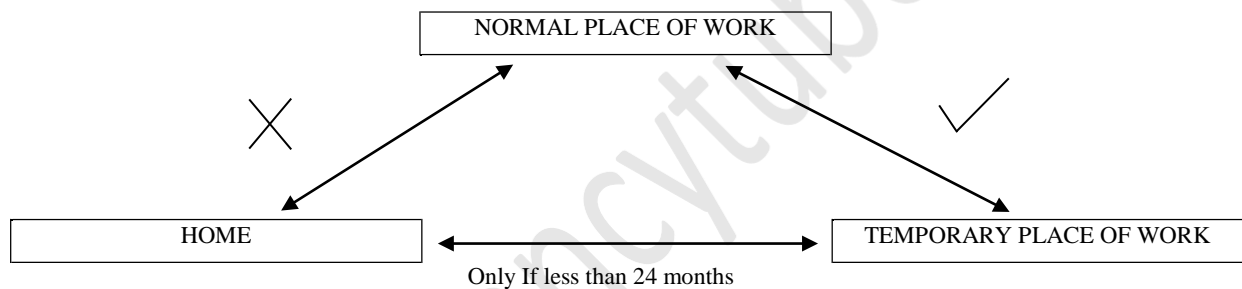 NORMAL PLACE OF WORK
HOME
TEMPORARY PLACE OF WORK
Only If less than 24 months